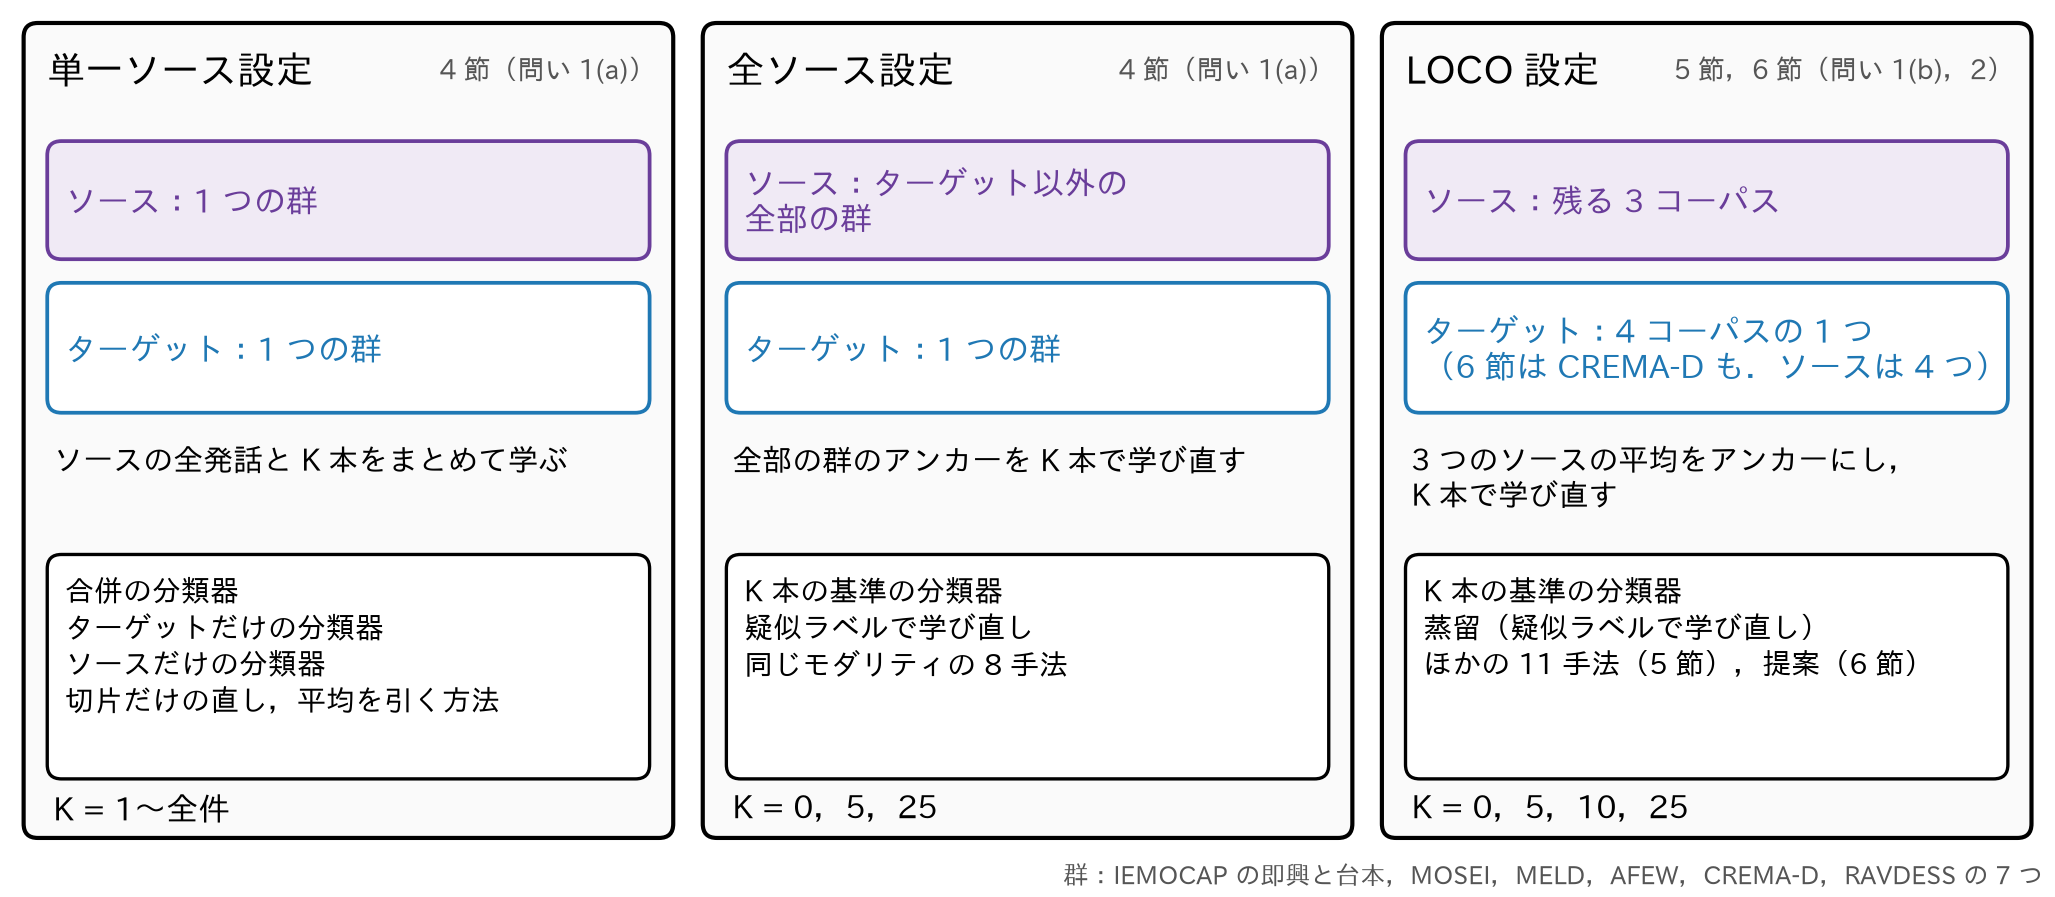 単一ソース設定 4 節（問い 1(a)）
ソース：1 つの群
ターゲット：1 つの群
ソースの全発話と K 本をまとめて学ぶ
合併の分類器
ターゲットだけの分類器
ソースだけの分類器
切片だけの直し，平均を引く方法
K = 1～全件
全ソース設定 4 節（問い 1(a)）
ソース：ターゲット以外の
全部の群
ターゲット：1 つの群
全部の群のアンカーを K 本で学び直す
K 本の基準の分類器
疑似ラベルで学び直し
同じモダリティの 8 手法
K = 0，5，25
LOCO 設定 5 節，6 節（問い 1(b)，2）
ソース：残る 3 コーパス
ターゲット：4 コーパスの 1 つ
（6 節は CREMA-D も．ソースは 4 つ）
3 つのソースの平均をアンカーにし，
K 本で学び直す
K 本の基準の分類器
蒸留（疑似ラベルで学び直し）
ほかの 11 手法（5 節），提案（6 節）
K = 0，5，10，25
群：IEMOCAP の即興と台本，MOSEI，MELD，AFEW，CREMA-D，RAVDESS の 7 つ